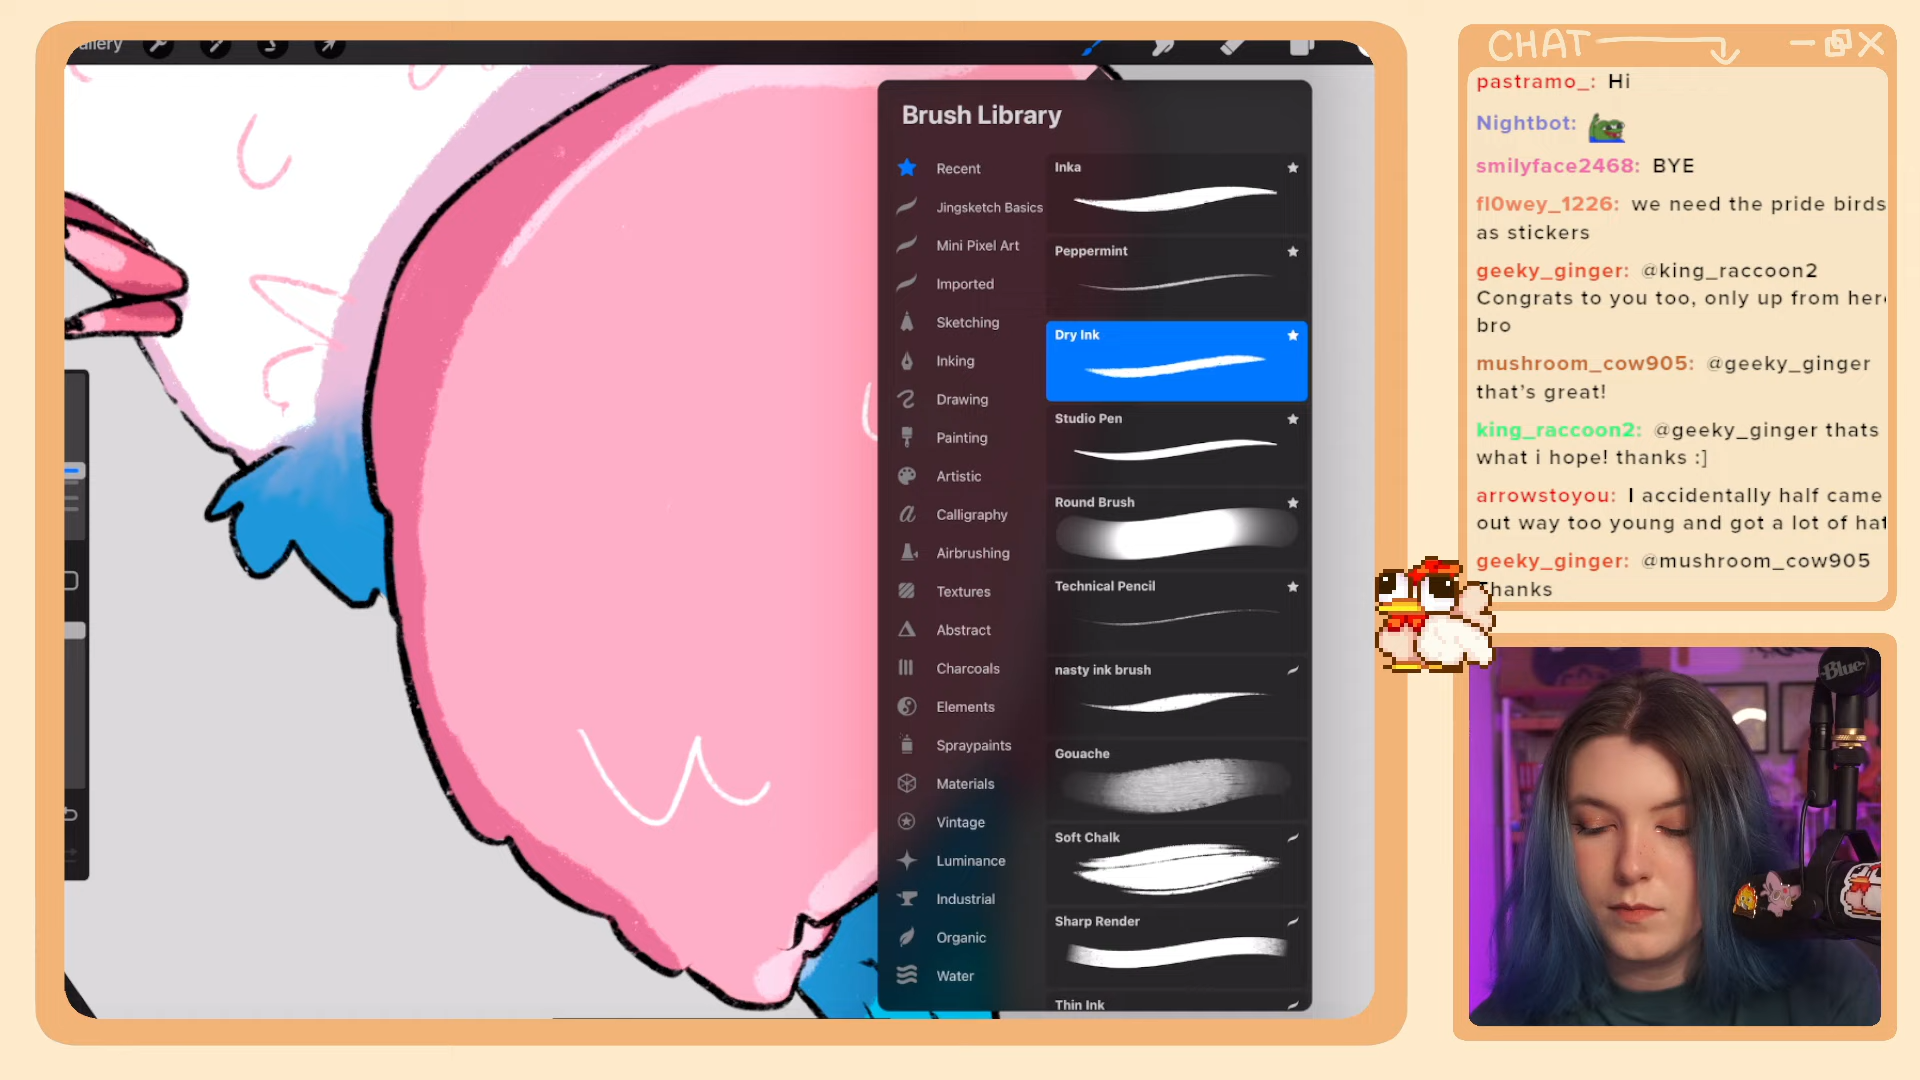 allery
Brush Library
Recent
Jingsketch Basics
Mini Pixel Art
Imported
Sketching
Inking
Drawing
Painting
Artistic
Calligraphy
Airbrushing
Textures
Abstract
Charcoals
Elements
Spraypaints
Materials
Vintage
Luminance
Industrial
Organic
Water
Inka
Peppermint
Dry Ink
Studio Pen
Round Brush
Technical Pencil
nasty ink brush
Gouache
Soft Chalk
Sharp Render
Thin Ink
CHAT
pastramo_: Hi
Nightbot:
smilyface2468: BYE
fl0wey_1226: we need the pride birds
as stickers
geeky_ginger: @king_raccoon2
Congrats to you too, only up from here
bro
mushroom_cow905: @geeky_ginger
that's great!
king_raccoon2: @geeky_ginger thats
what i hope! thanks :]
arrowstoyou: I accidentally half came
out way too young and got a lot of hat
geeky_ginger: @mushroom_cow905
Thanks
Blue